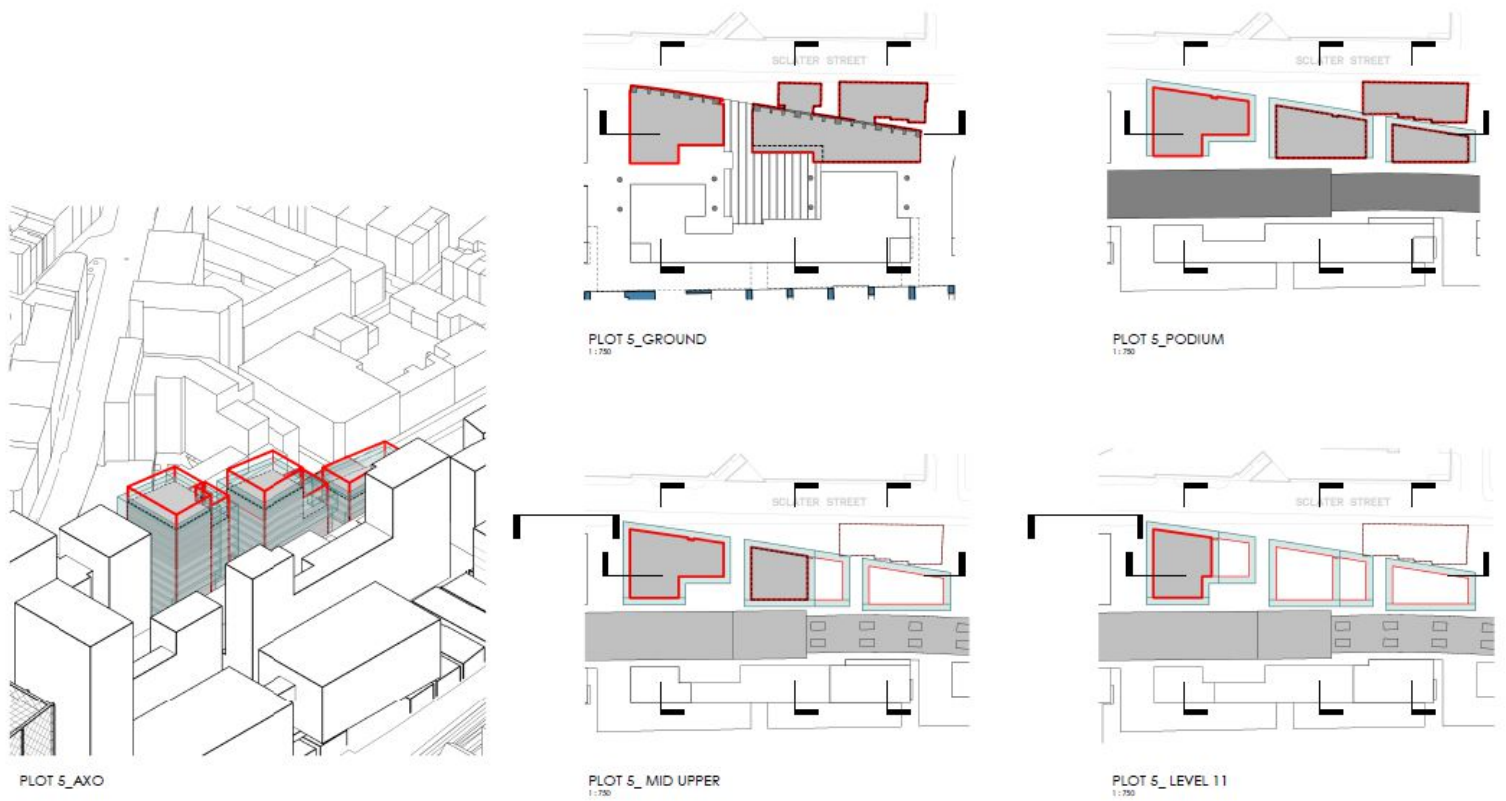 SCLATER STREET
SCLATER STREET
PLOT 5_GROUND
1 : 750
PLOT 5_PODIUM
1 : 750
SCLATER STREET
SCLATER STREET
PLOT 5_AXO
PLOT 5_ MID UPPER
1 : 750
PLOT 5_ LEVEL 11
1 : 750